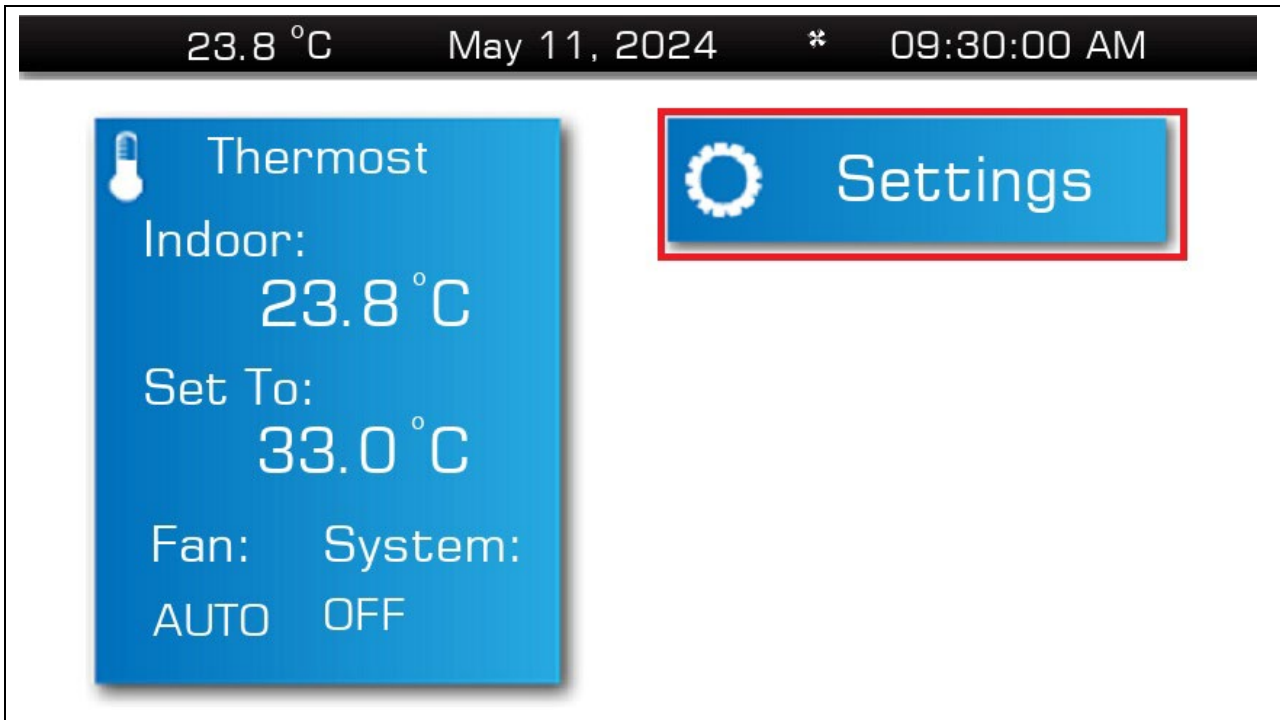 23.8 °C May 11, 2024 09:30:00 AM
Thermost
Indoor:
23.8 °C
Set To:
33.0 °C
Fan: System:
AUTO OFF
Settings